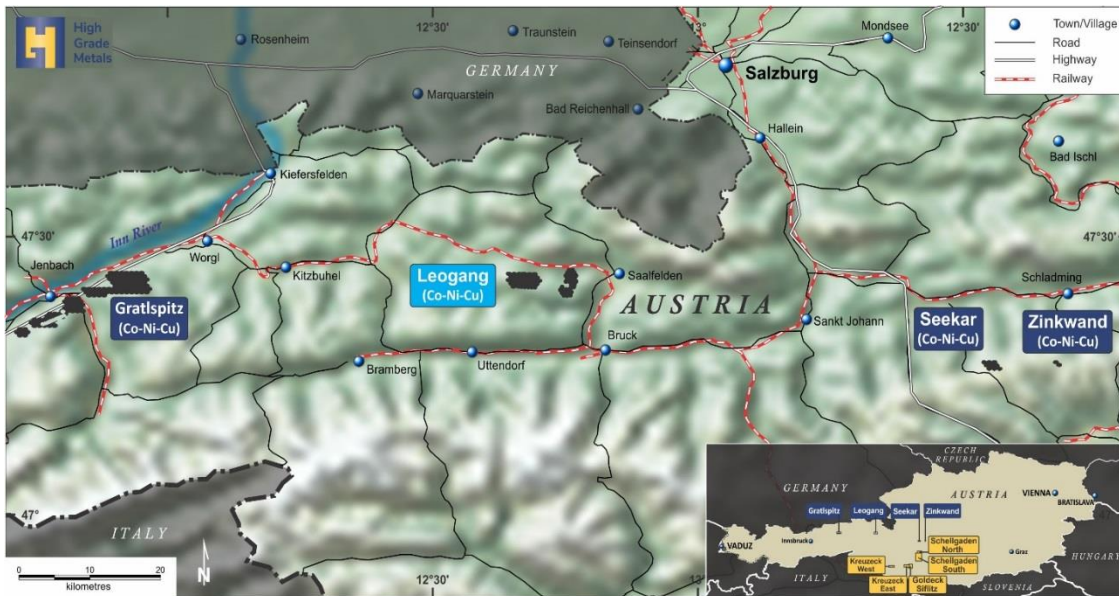 High
Grade
Metals
12°30'
13°
12°30'
Town/Village
Road
Highway
Railway
Rosenheim
Traunstein
Teinsendorf
Mondsee
GERMANY
Salzburg
Marquarstein
Bad Reichenhall
Hallein
Bad Ischl
Kiefersfelden
Inn River
47°30'
47°30'
Worgl
Jenbach
Kitzbuhel
Leogang
(Co-Ni-Cu)
Saalfelden
Schladming
Gratlspitz
(Co-Ni-Cu)
AUSTRIA
Sankt Johann
Seekar
(Co-Ni-Cu)
Zinkwand
(Co-Ni-Cu)
Bruck
Bramberg
Uttendorf
47°
ITALY
N
0
10
20
kilometres
12°30'
13°
CZECH
REPUBLIC
GERMANY
AUSTRIA
VIENNA
BRATISLAVA
Gratlspitz
Leogang
Seekar
Zinkwand
VADUZ
Innsbruck
Schellgaden
North
Graz
HUNGARY
Kreuzeck
West
Schellgaden
South
ITALY
Kreuzeck
East
Goldeck
Siflitz
SLOVENIA